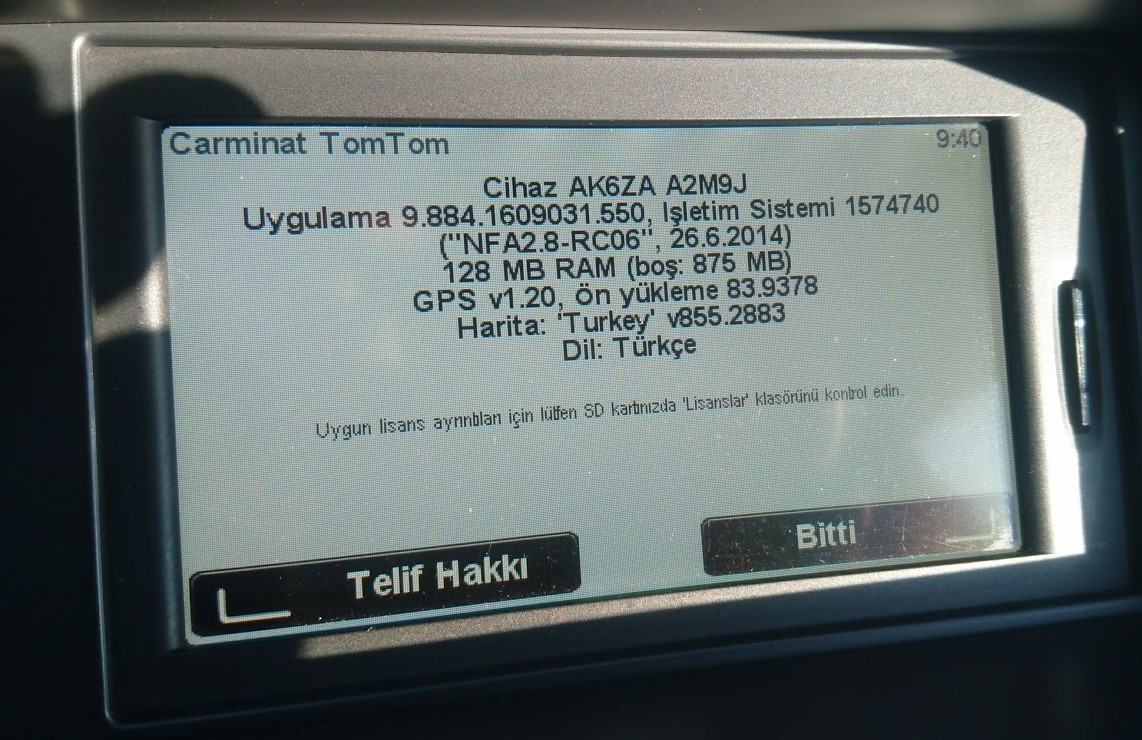 Carminat TomTom
9:40
Cihaz AK6ZA A2M9J
Uygulama 9.884.1609031.550, İşletim Sistemi 1574740
("NFA2.8-RC06", 26.6.2014)
128 MB RAM (boş: 875 MB)
GPS v1.20, ön yükleme 83.9378
Harita: 'Turkey' v855.2883
Dil: Türkçe
Uygun lisans ayrıntıları için lütfen SD kartınızda 'Lisanslar' klasörünü kontrol edin.
Telif Hakkı
Bitti